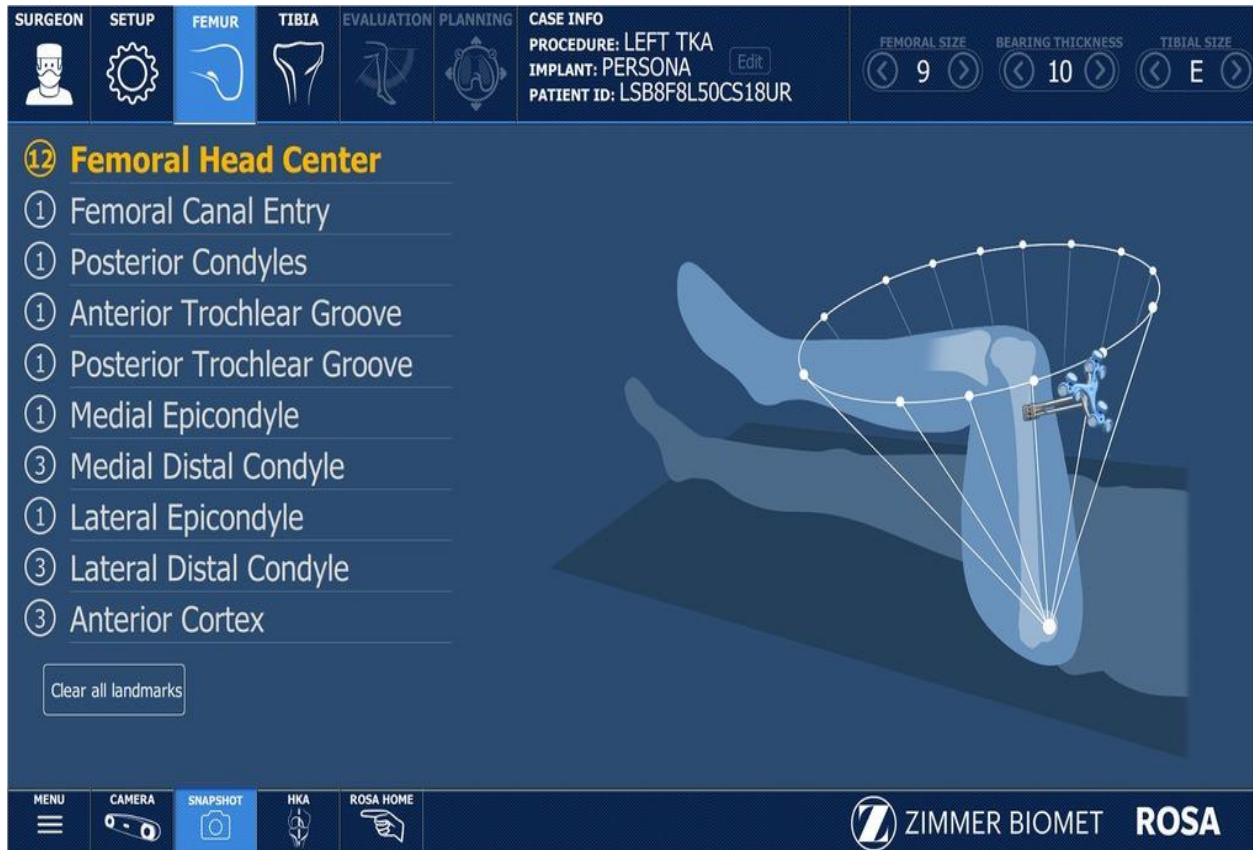 SURGEON SETUP FEMUR TIBIA EVALUATION PLANNING
CASE INFO
PROCEDURE: LEFT TKA
IMPLANT: PERSONA
Edit
PATIENT ID: LSB8F8L50CS18UR
FEMORAL SIZE BEARING THICKNESS TIBIAL SIZE
9 10 E
12 Femoral Head Center
1 Femoral Canal Entry
1 Posterior Condyles
1 Anterior Trochlear Groove
1 Posterior Trochlear Groove
1 Medial Epicondyle
3 Medial Distal Condyle
1 Lateral Epicondyle
3 Lateral Distal Condyle
3 Anterior Cortex
Clear all landmarks
MENU CAMERA SNAPSHOT HKA ROSA HOME
Z ZIMMER BIOMET ROSA